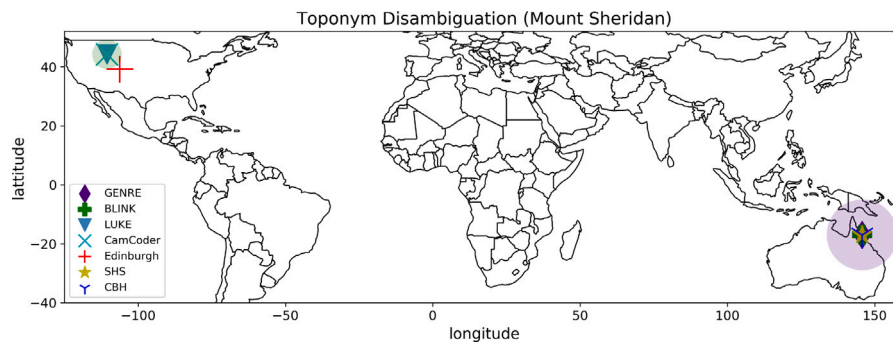 Toponym Disambiguation (Mount Sheridan)
lattitude
40
20
0
−20
−40
GENRE
BLINK
LUKE
CamCoder
Edinburgh
SHS
CBH
−100
−50
0
50
100
150
longitude